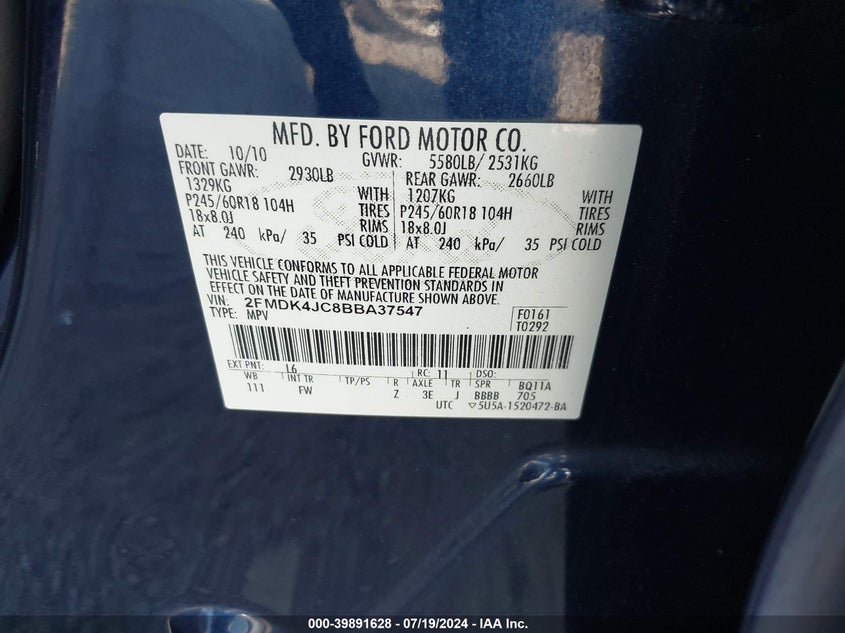 MFD. BY FORD MOTOR CO.
DATE: 10/10 GVWR: 5580LB/ 2531KG
FRONT GAWR: 2930LB REAR GAWR: 2660LB
1329KG WITH 1207KG WITH
P245/60R18 104H TIRES P245/60R18 104H TIRES
18x8.0J RIMS 18x8.0J RIMS
AT 240 kPa/ 35 PSI COLD AT 240 kPa/ 35 PSI COLD
THIS VEHICLE CONFORMS TO ALL APPLICABLE FEDERAL MOTOR
VEHICLE SAFETY AND THEFT PREVENTION STANDARDS IN
EFFECT ON THE DATE OF MANUFACTURE SHOWN ABOVE.
VIN: 2FMDK4JC8BBA37547 F0161
TYPE: MPV T0292
EXT PNT: L6 RC: 11 DSO:
WB INT TR TP/PS R AXLE TR SPR BQ11A
111 FW Z 3E J BBBB 705
UTC ▽5U5A-1520472-BA
000-39891628 - 07/19/2024 - IAA Inc.